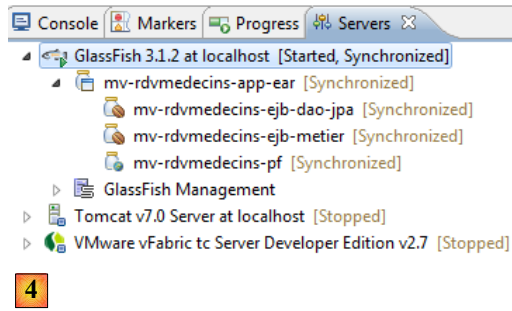 Console Markers Progress Servers
GlassFish 3.1.2 at localhost [Started, Synchronized]
mv-rdvmedecins-app-ear [Synchronized]
mv-rdvmedecins-ejb-dao-jpa [Synchronized]
mv-rdvmedecins-ejb-metier [Synchronized]
mv-rdvmedecins-pf [Synchronized]
GlassFish Management
Tomcat v7.0 Server at localhost [Stopped]
VMware vFabric tc Server Developer Edition v2.7 [Stopped]
4